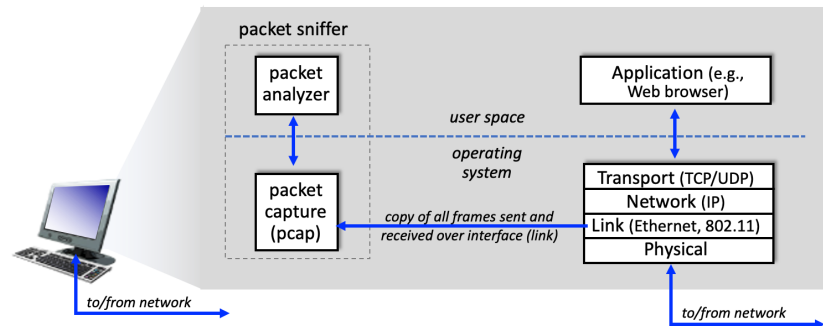 packet sniffer
packet
analyzer
Application (e.g.,
Web browser)
user space
operating
system
packet
capture
(pcap)
copy of all frames sent and
received over interface (link)
Transport (TCP/UDP)
Network (IP)
Link (Ethernet, 802.11)
Physical
to/from network
to/from network